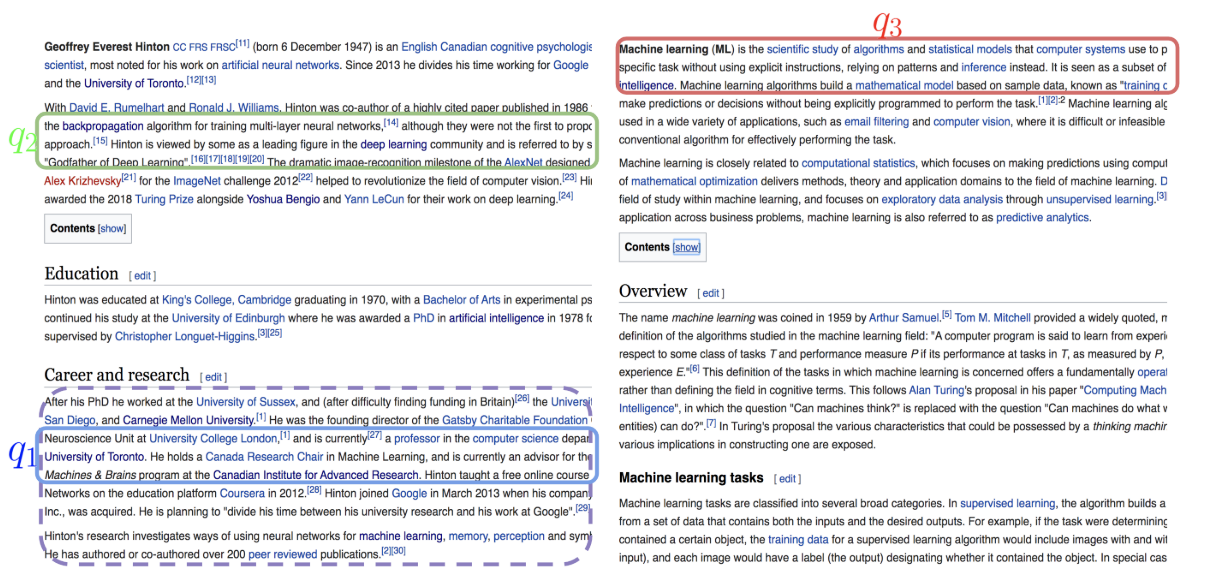 Geoffrey Everest Hinton CC FRS FRSC[11] (born 6 December 1947) is an English Canadian cognitive psychologis
scientist, most noted for his work on artificial neural networks. Since 2013 he divides his time working for Google
and the University of Toronto.[12][13]
With David E. Rumelhart and Ronald J. Williams, Hinton was co-author of a highly cited paper published in 1986
q2
the backpropagation algorithm for training multi-layer neural networks,[14] although they were not the first to propo
approach.[15] Hinton is viewed by some as a leading figure in the deep learning community and is referred to by s
"Godfather of Deep Learning".[16][17][18][19][20] The dramatic image-recognition milestone of the AlexNet designed
Alex Krizhevsky[21] for the ImageNet challenge 2012[22] helped to revolutionize the field of computer vision.[23] Hi
awarded the 2018 Turing Prize alongside Yoshua Bengio and Yann LeCun for their work on deep learning.[24]
Contents [show]
Education [ edit ]
Hinton was educated at King's College, Cambridge graduating in 1970, with a Bachelor of Arts in experimental ps
continued his study at the University of Edinburgh where he was awarded a PhD in artificial intelligence in 1978 fo
supervised by Christopher Longuet-Higgins.[3][25]
Career and research [ edit ]
After his PhD he worked at the University of Sussex, and (after difficulty finding funding in Britain)[26] the Universit
San Diego, and Carnegie Mellon University.[1] He was the founding director of the Gatsby Charitable Foundation
q1
Neuroscience Unit at University College London,[1] and is currently[27] a professor in the computer science depar
University of Toronto. He holds a Canada Research Chair in Machine Learning, and is currently an advisor for the
Machines & Brains program at the Canadian Institute for Advanced Research. Hinton taught a free online course
Networks on the education platform Coursera in 2012.[28] Hinton joined Google in March 2013 when his company
Inc., was acquired. He is planning to "divide his time between his university research and his work at Google".[29]
Hinton's research investigates ways of using neural networks for machine learning, memory, perception and symb
He has authored or co-authored over 200 peer reviewed publications.[2][30]
q3
Machine learning (ML) is the scientific study of algorithms and statistical models that computer systems use to p
specific task without using explicit instructions, relying on patterns and inference instead. It is seen as a subset of
intelligence. Machine learning algorithms build a mathematical model based on sample data, known as "training d
make predictions or decisions without being explicitly programmed to perform the task.[1][2]:2 Machine learning alg
used in a wide variety of applications, such as email filtering and computer vision, where it is difficult or infeasible
conventional algorithm for effectively performing the task.
Machine learning is closely related to computational statistics, which focuses on making predictions using comput
of mathematical optimization delivers methods, theory and application domains to the field of machine learning. D
field of study within machine learning, and focuses on exploratory data analysis through unsupervised learning.[3]
application across business problems, machine learning is also referred to as predictive analytics.
Contents [show]
Overview [ edit ]
The name machine learning was coined in 1959 by Arthur Samuel.[5] Tom M. Mitchell provided a widely quoted, m
definition of the algorithms studied in the machine learning field: "A computer program is said to learn from experi
respect to some class of tasks T and performance measure P if its performance at tasks in T, as measured by P,
experience E."[6] This definition of the tasks in which machine learning is concerned offers a fundamentally operat
rather than defining the field in cognitive terms. This follows Alan Turing's proposal in his paper "Computing Mach
Intelligence", in which the question "Can machines think?" is replaced with the question "Can machines do what w
entities) can do?".[7] In Turing's proposal the various characteristics that could be possessed by a thinking machin
various implications in constructing one are exposed.
Machine learning tasks [ edit ]
Machine learning tasks are classified into several broad categories. In supervised learning, the algorithm builds a
from a set of data that contains both the inputs and the desired outputs. For example, if the task were determining
contained a certain object, the training data for a supervised learning algorithm would include images with and wit
input), and each image would have a label (the output) designating whether it contained the object. In special cas